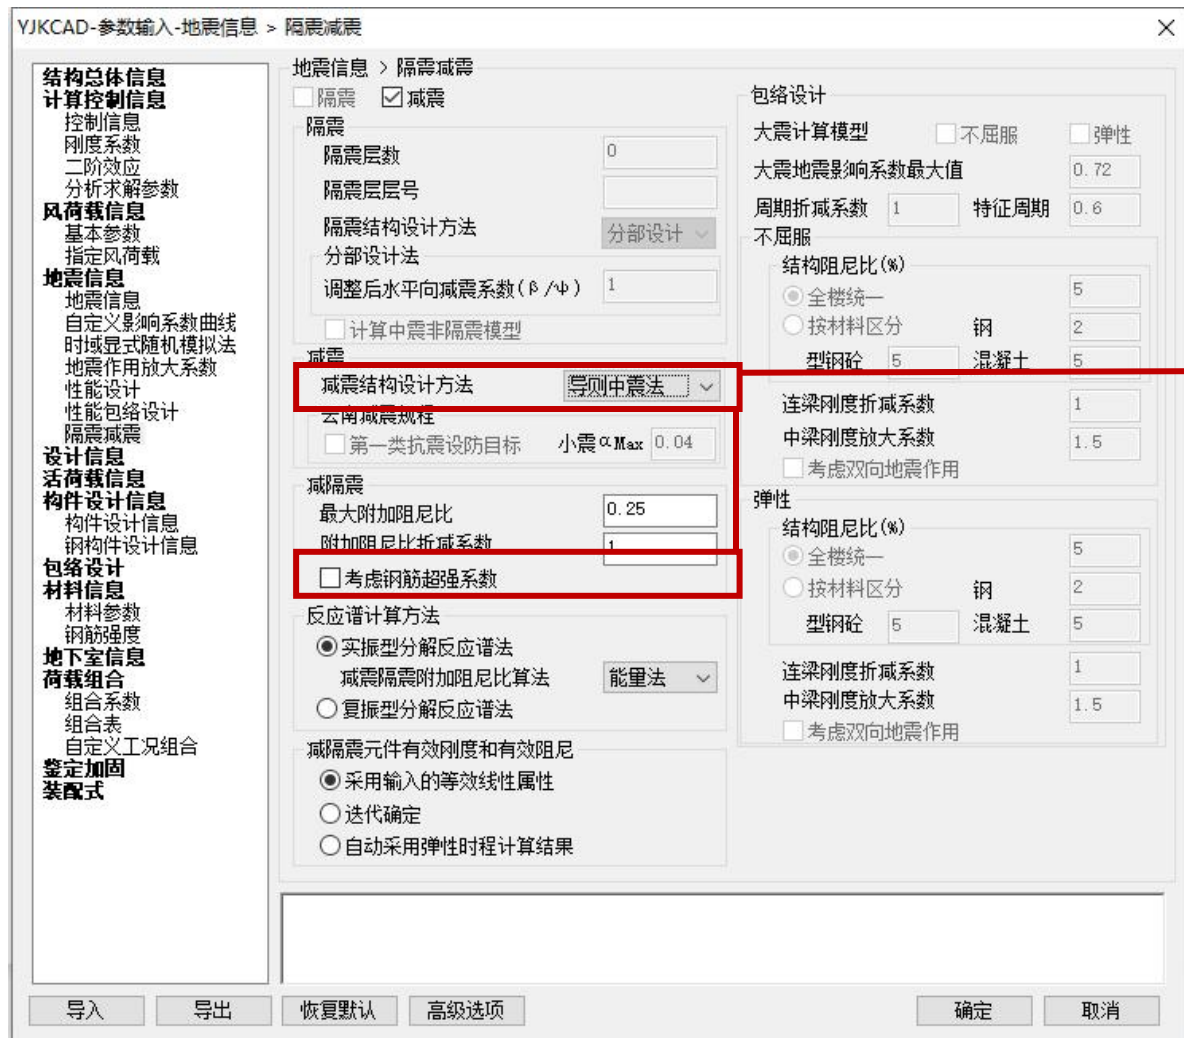 YJKCAD-参数输入-地震信息 > 隔震减震
结构总体信息
计算控制信息
控制信息
刚度系数
二阶效应
分析求解参数
风荷载信息
基本参数
指定风荷载
地震信息
地震信息
自定义影响系数曲线
时域显式随机模拟法
地震作用放大系数
性能设计
性能包络设计
隔震减震
设计信息
活荷载信息
构件设计信息
构件设计信息
钢构件设计信息
包络设计
材料信息
材料参数
钢筋强度
地下室信息
荷载组合
组合系数
组合表
自定义工况组合
鉴定加固
装配式
地震信息 > 隔震减震
隔震 减震
隔震
隔震层数 0
隔震层层号
隔震结构设计方法 分部设计
分部设计法
调整后水平向减震系数(β/ψ) 1
计算中震非隔震模型
减震
减震结构设计方法 导则中震法
云南减震规程
第一类抗震设防目标 小震αMax 0.04
减隔震
最大附加阻尼比 0.25
附加阻尼比折减系数 1
考虑钢筋超强系数
反应谱计算方法
实振型分解反应谱法
减震隔震附加阻尼比算法 能量法
复振型分解反应谱法
减隔震元件有效刚度和有效阻尼
采用输入的等效线性属性
迭代确定
自动采用弹性时程计算结果
包络设计
大震计算模型 不屈服 弹性
大震地震影响系数最大值 0.72
周期折减系数 1 特征周期 0.6
不屈服
结构阻尼比(%)
全楼统一 5
按材料区分 钢 2
型钢砼 5 混凝土 5
连梁刚度折减系数 1
中梁刚度放大系数 1.5
考虑双向地震作用
弹性
结构阻尼比(%)
全楼统一 5
按材料区分 钢 2
型钢砼 5 混凝土 5
连梁刚度折减系数 1
中梁刚度放大系数 1.5
考虑双向地震作用
导入 导出 恢复默认 高级选项 确定 取消